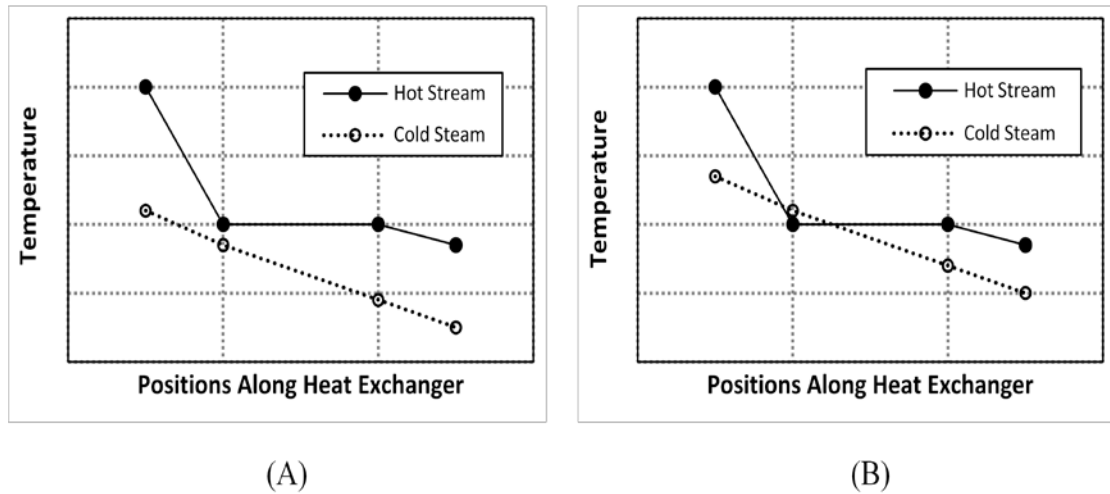 Temperature
Hot Stream
Cold Steam
Positions Along Heat Exchanger
(A)
Temperature
Hot Stream
Cold Steam
Positions Along Heat Exchanger
(B)